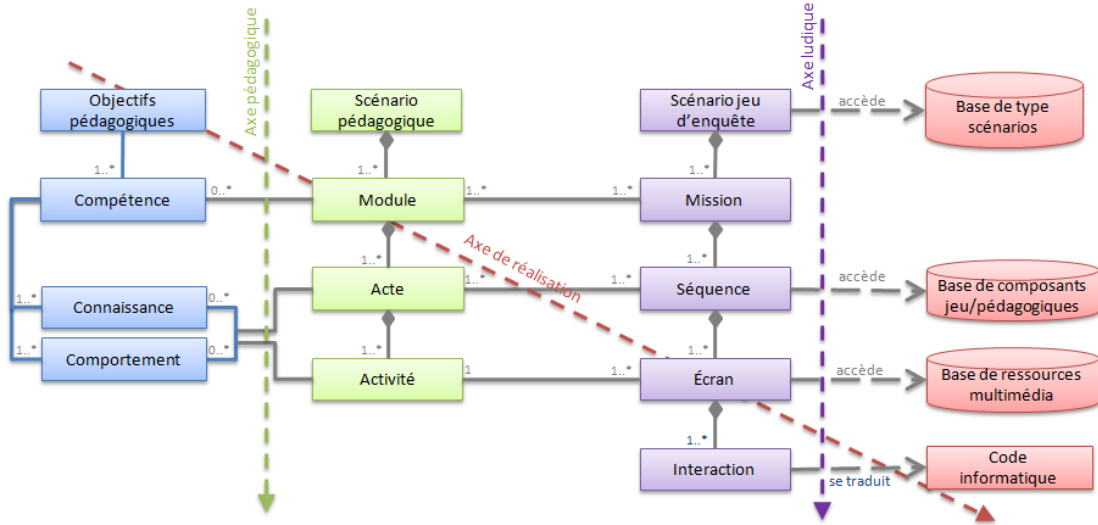 Axe pédagogique
Axe ludique
Objectifs
pédagogiques
Scénario
pédagogique
Scénario jeu
d'enquête
accède
Base de type
scénarios
1..*
1..*
1..*
Compétence
0..*
Module
1..*
1..*
Mission
Axe de réalisation
1..*
1..*
1..*
Connaissance
0..*
Acte
1..*
1..*
Séquence
accède
Base de composants
jeu/pédagogiques
1..*
Comportement
0..*
1..*
1..*
Activité
1
1..*
Écran
accède
Base de ressources
multimédia
1..*
Interaction
se traduit
Code
informatique